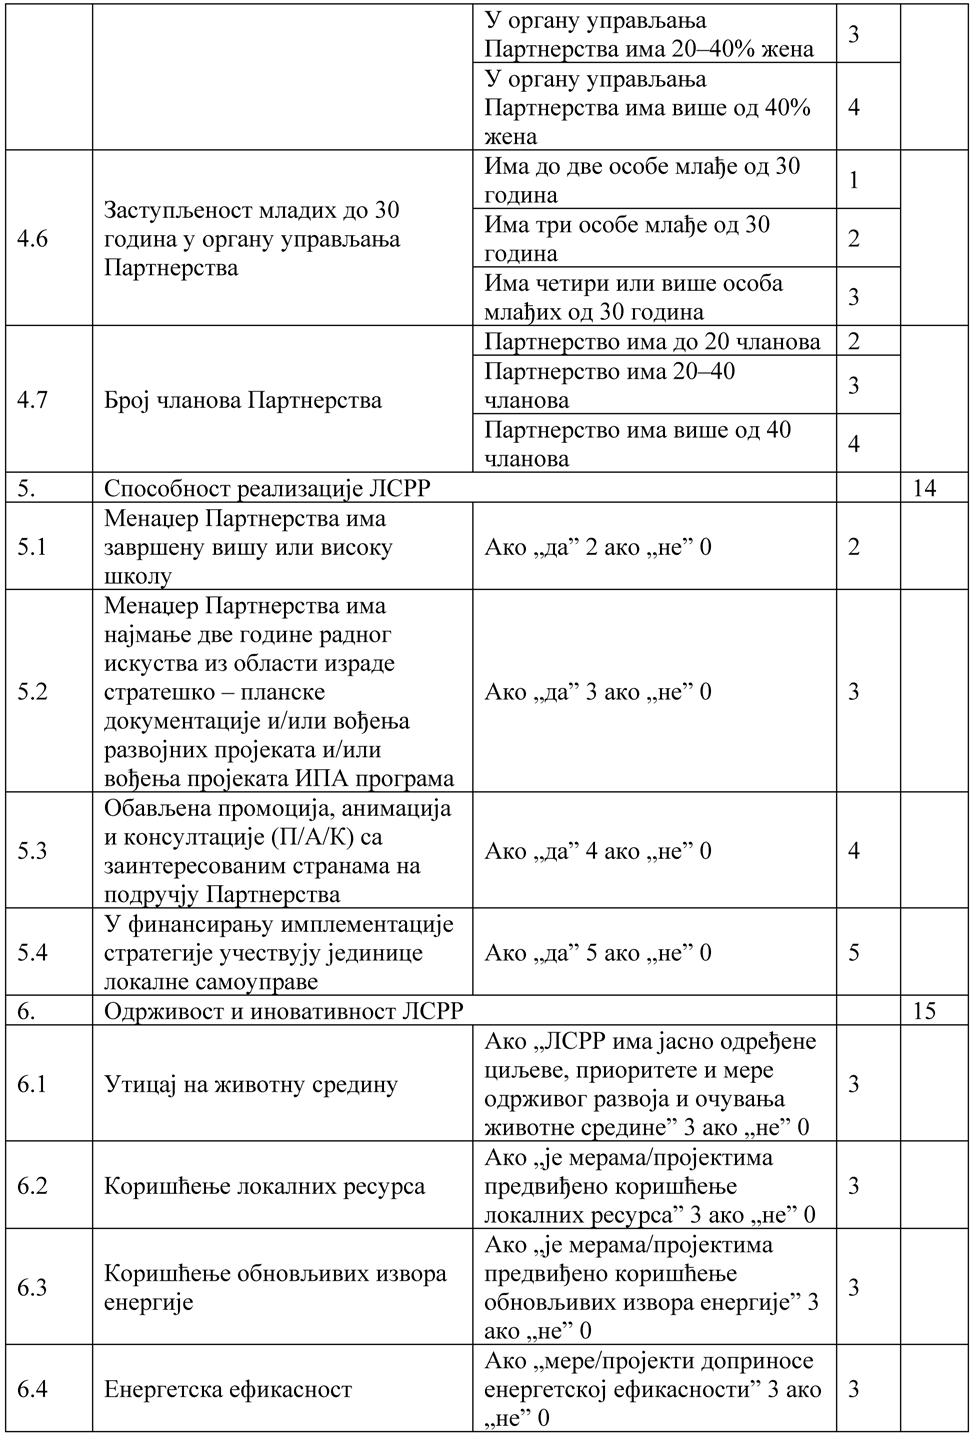 У органу управљања
Партнерства има 20–40% жена
3
У органу управљања
Партнерства има више од 40%
жена
4
4.6
Заступљеност младих до 30
година у органу управљања
Партнерства
Има до две особе млађе од 30
година
1
Има три особе млађе од 30
година
2
Има четири или више особа
млађих од 30 година
3
4.7
Број чланова Партнерства
Партнерство има до 20 чланова
2
Партнерство има 20–40
чланова
3
Партнерство има више од 40
чланова
4
5.
Способност реализације ЛСРР
14
5.1
Менаџер Партнерства има
завршену вишу или високу
школу
Ако „да” 2 ако „не” 0
2
5.2
Менаџер Партнерства има
најмање две године радног
искуства из области израде
стратешко – планске
документације и/или вођења
развојних пројеката и/или
вођења пројеката ИПА програма
Ако „да” 3 ако „не” 0
3
5.3
Обављена промоција, анимација
и консултације (П/А/К) са
заинтересованим странама на
подручју Партнерства
Ако „да” 4 ако „не” 0
4
5.4
У финансирању имплементације
стратегије учествују јединице
локалне самоуправе
Ако „да” 5 ако „не” 0
5
6.
Одрживост и иновативност ЛСРР
15
6.1
Утицај на животну средину
Ако „ЛСРР има јасно одређене
циљеве, приоритете и мере
одрживог развоја и очувања
животне средине” 3 ако „не” 0
3
6.2
Коришћење локалних ресурса
Ако „је мерама/пројектима
предвиђено коришћење
локалних ресурса” 3 ако „не” 0
3
6.3
Коришћење обновљивих извора
енергије
Ако „је мерама/пројектима
предвиђено коришћење
обновљивих извора енергије” 3
ако „не” 0
3
6.4
Енергетска ефикасност
Ако „мере/пројекти доприносе
енергетској ефикасности” 3 ако
„не” 0
3